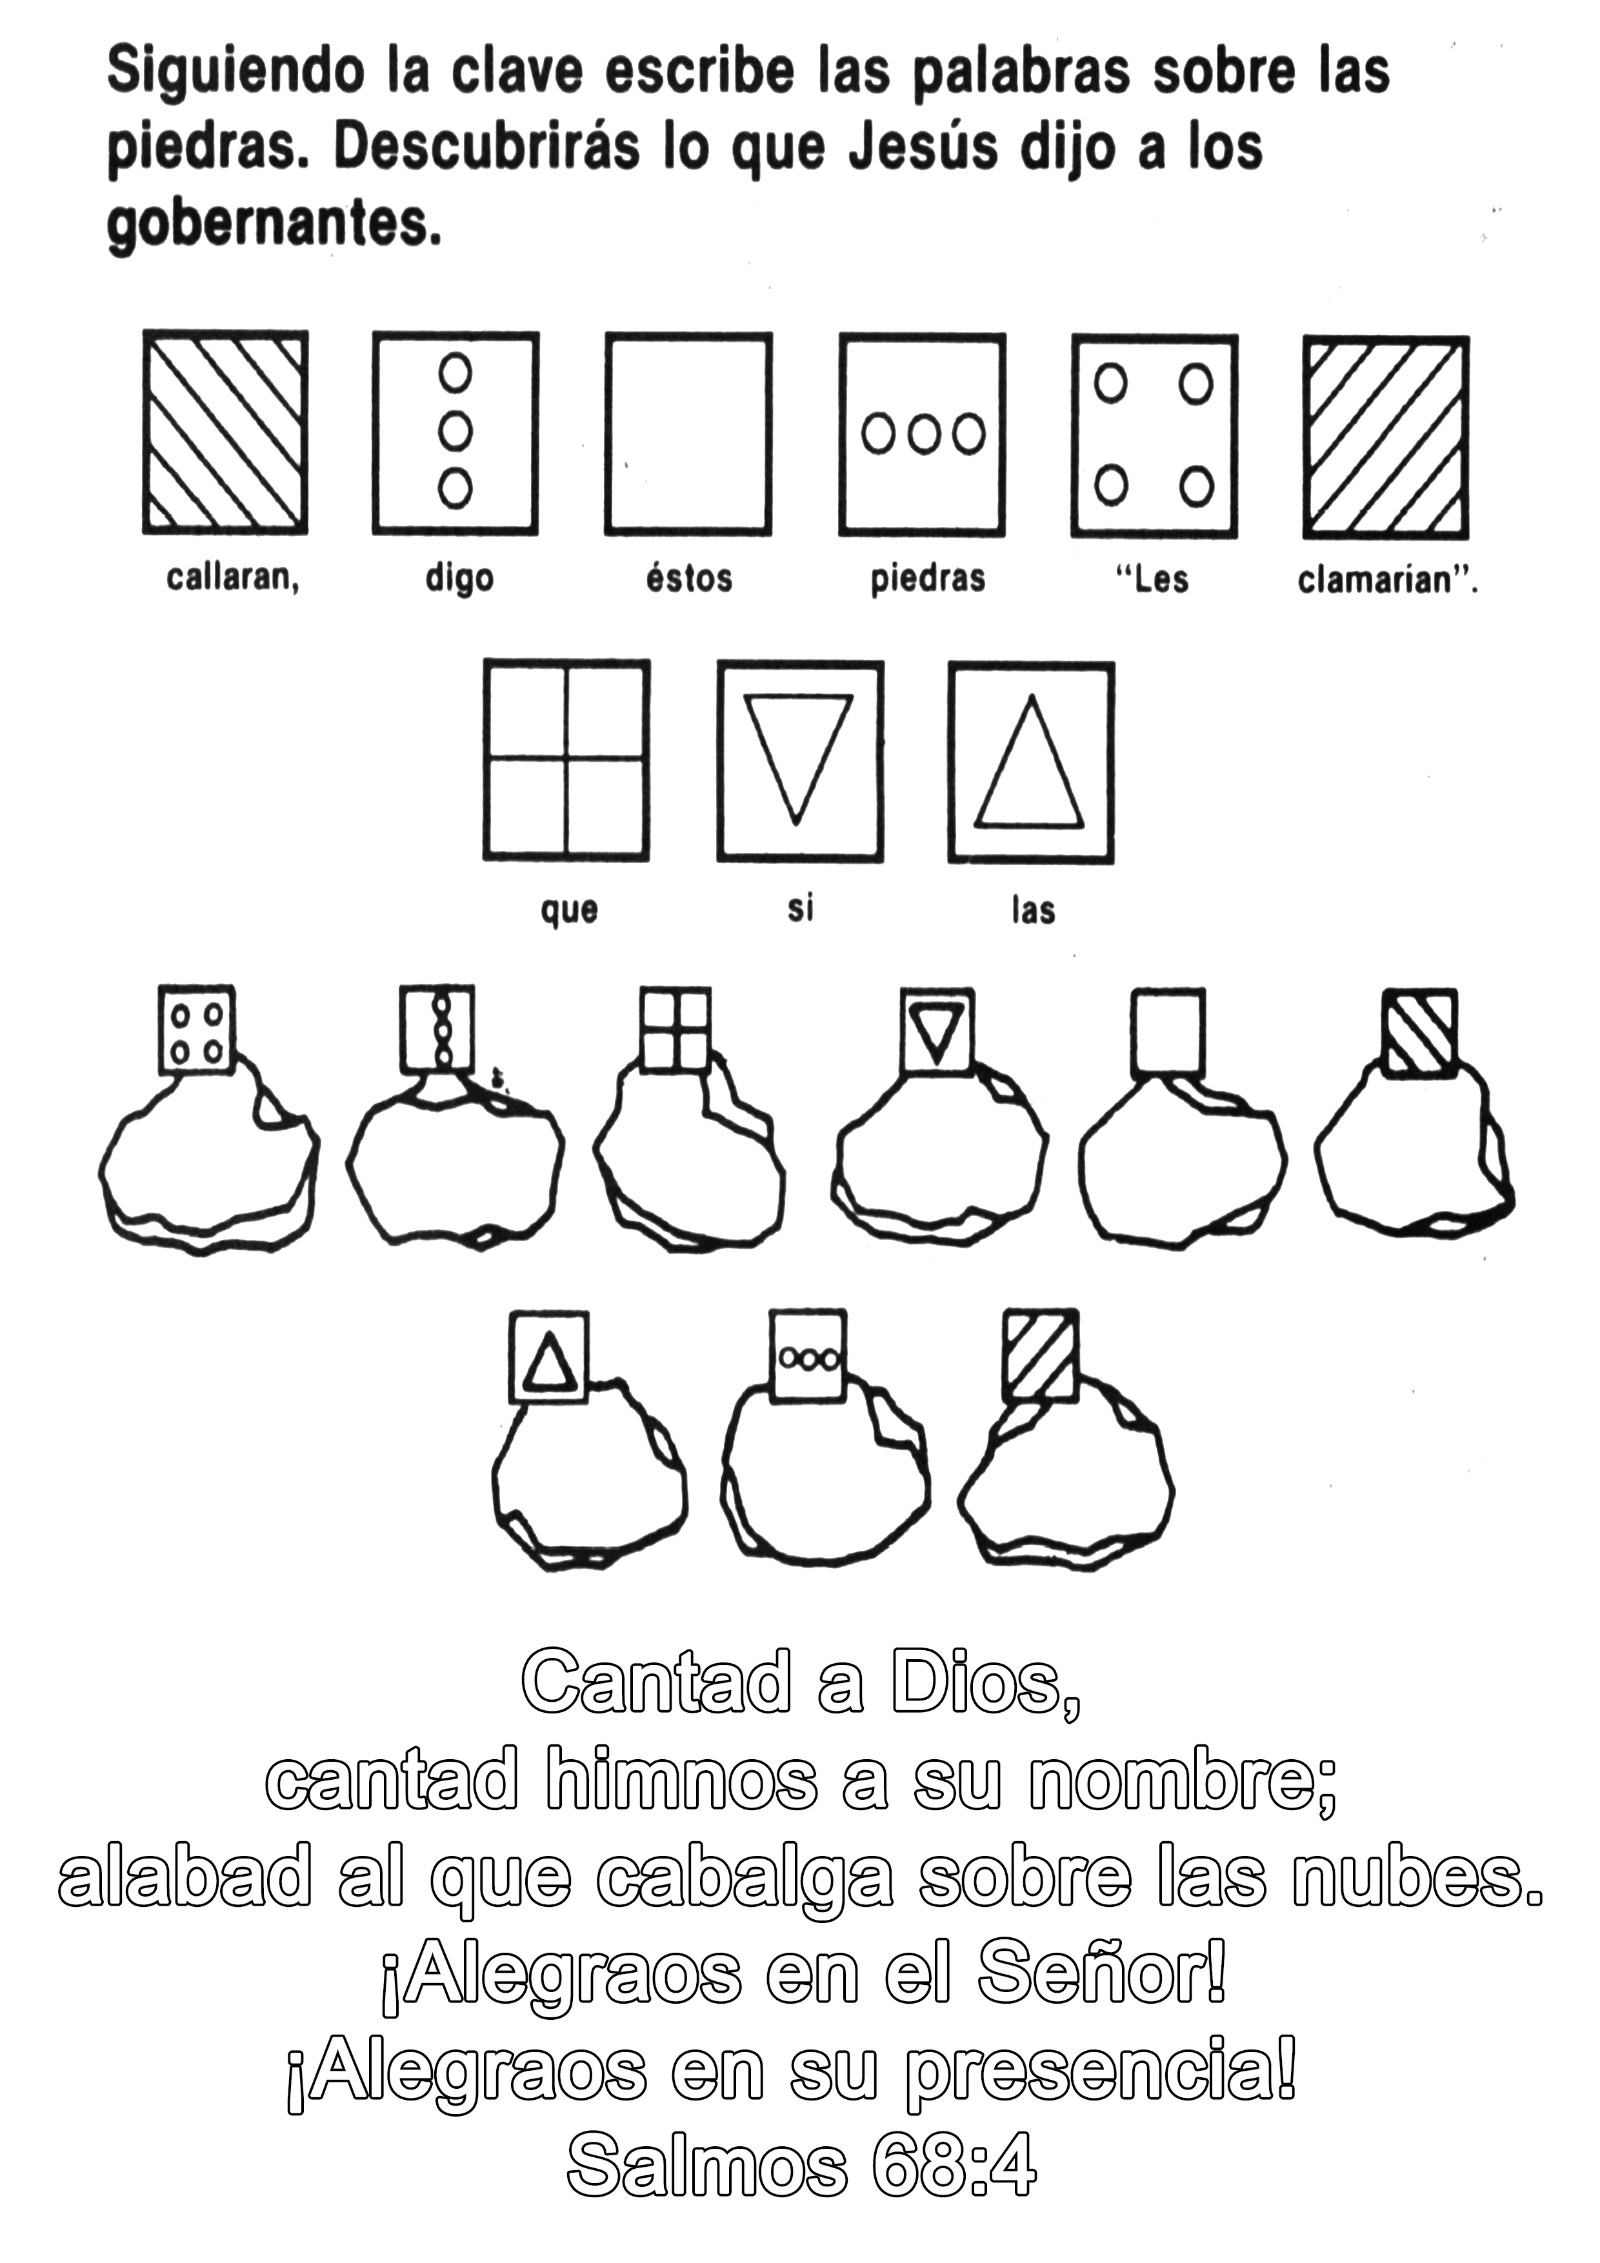 Siguiendo la clave escribe las palabras sobre las
piedras. Descubrirás lo que Jesús dijo a los
gobernantes.
callaran, digo éstos piedras “Les clamarían”.
que si las
Cantad a Dios,
cantad himnos a su nombre;
alabad al que cabalga sobre las nubes.
¡Alegraos en el Señor!
¡Alegraos en su presencia!
Salmos 68:4